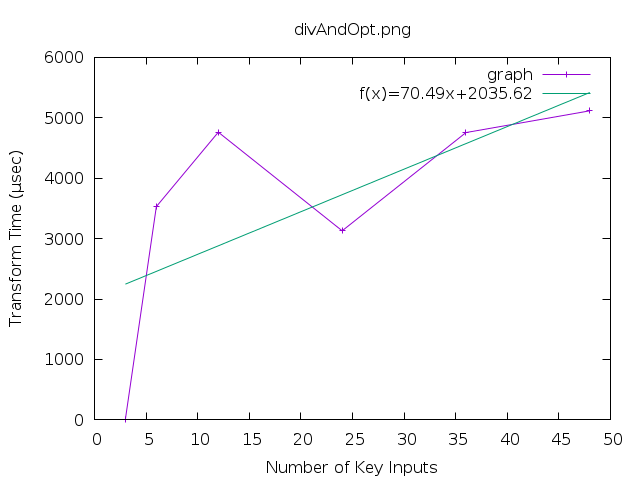 divAndOpt.png
graph
f(x)=70.49x+2035.62
6000
5000
4000
3000
2000
1000
0
Transform Time (µsec)
0 5 10 15 20 25 30 35 40 45 50
Number of Key Inputs